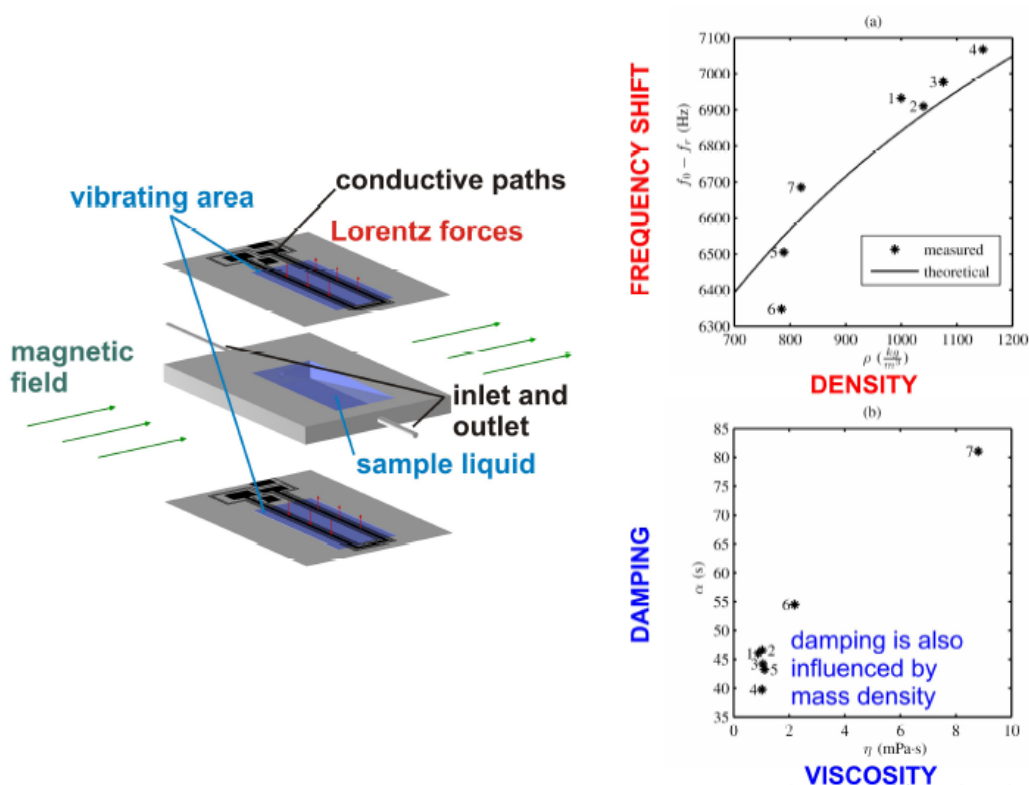 conductive paths
vibrating area
Lorentz forces
magnetic
field
inlet and
outlet
sample liquid
(a)
FREQUENCY SHIFT
f₀ − fᵣ (Hz)
7100
7000
6900
6800
6700
6600
6500
6400
6300
4
3
1
2
7
5
6
measured
theoretical
700
800
900
1000
1100
1200
ρ (kg/m³)
DENSITY
(b)
DAMPING
α (s)
85
80
75
70
65
60
55
50
45
40
35
7
6
1
2
3
5
4
damping is also
influenced by
mass density
0
2
4
6
8
10
η (mPa·s)
VISCOSITY